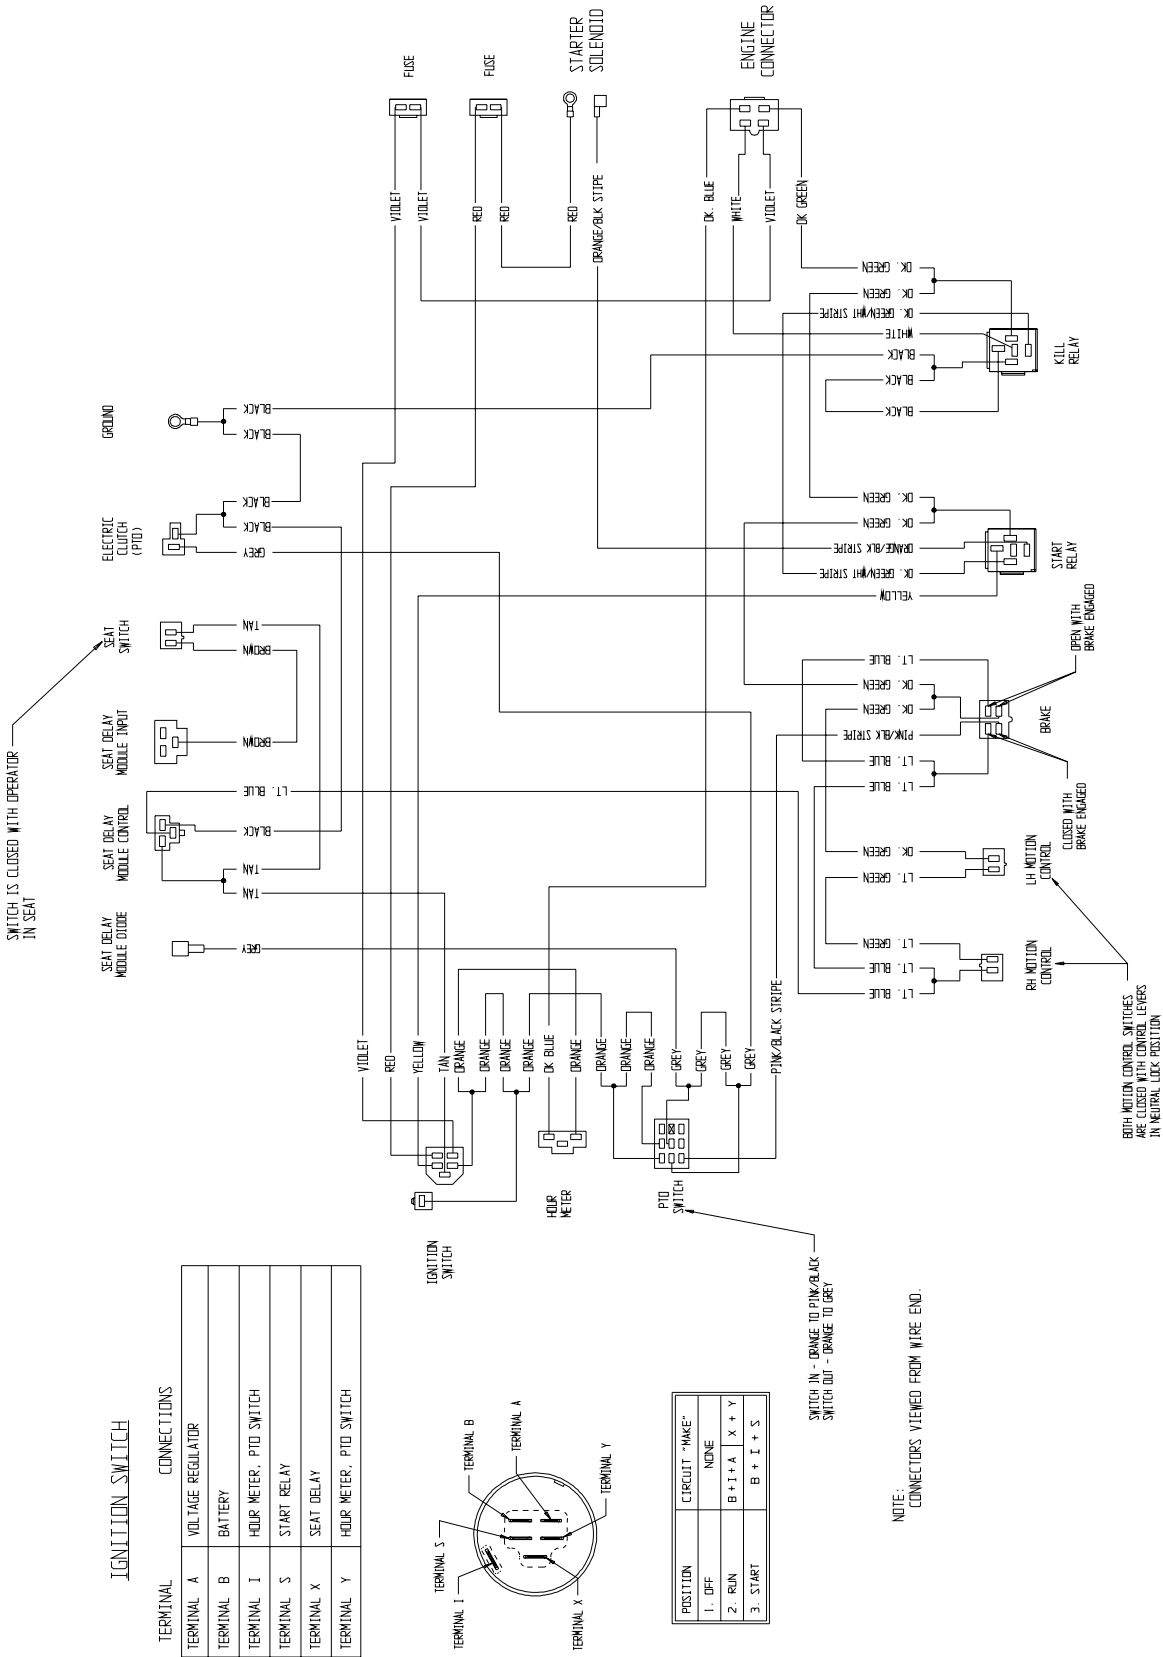 IGNITION SWITCH
TERMINAL CONNECTIONS
TERMINAL A VOLTAGE REGULATOR
TERMINAL B BATTERY
TERMINAL I HOUR METER, PTO SWITCH
TERMINAL S START RELAY
TERMINAL X SEAT DELAY
TERMINAL Y HOUR METER, PTO SWITCH
TERMINAL I
TERMINAL S
TERMINAL B
TERMINAL A
TERMINAL Y
TERMINAL X
POSITION CIRCUIT "MAKE"
1. OFF NONE
2. RUN B+I+A X + Y
3. START B + I + S
NOTE:
CONNECTORS VIEWED FROM WIRE END.
SWITCH IS CLOSED WITH OPERATOR
IN SEAT
SEAT DELAY
MODULE DIODE
SEAT DELAY
MODULE CONTROL
SEAT DELAY
MODULE INPUT
SEAT
SWITCH
ELECTRIC
CLUTCH
(PTO)
GROUND
GREY
TAN
TAN
BLACK
LT. BLUE
BROWN
BROWN
TAN
GREY
BLACK
BLACK
BLACK
BLACK
FUSE
FUSE
STARTER
SOLENOID
ENGINE
CONNECTOR
VIOLET
VIOLET
RED
RED
RED
ORANGE/BLK STIPE
DK. BLUE
WHITE
VIOLET
DK GREEN
IGNITION
SWITCH
HOUR
METER
PTO
SWITCH
VIOLET
RED
YELLOW
TAN
ORANGE
ORANGE
ORANGE
ORANGE
DK BLUE
ORANGE
ORANGE
ORANGE
ORANGE
GREY
GREY
GREY
GREY
PINK/BLACK STRIPE
SWITCH IN - ORANGE TO PINK/BLACK
SWITCH OUT - ORANGE TO GREY
DK. GREEN
DK. GREEN
DK. GREEN/WHT STRIPE
WHITE
BLACK
BLACK
BLACK
KILL
RELAY
DK. GREEN
DK. GREEN
ORANGE/BLK STRIPE
DK. GREEN/WHT STRIPE
YELLOW
START
RELAY
LT. BLUE
DK. GREEN
DK. GREEN
PINK/BLK STRIPE
LT. BLUE
LT. BLUE
OPEN WITH
BRAKE ENGAGED
BRAKE
CLOSED WITH
BRAKE ENGAGED
DK. GREEN
LT. GREEN
LH MOTION
CONTROL
LT. GREEN
LT. BLUE
LT. BLUE
RH MOTION
CONTROL
BOTH MOTION CONTROL SWITCHES
ARE CLOSED WITH CONTROL LEVERS
IN NEUTRAL LOCK POSITION